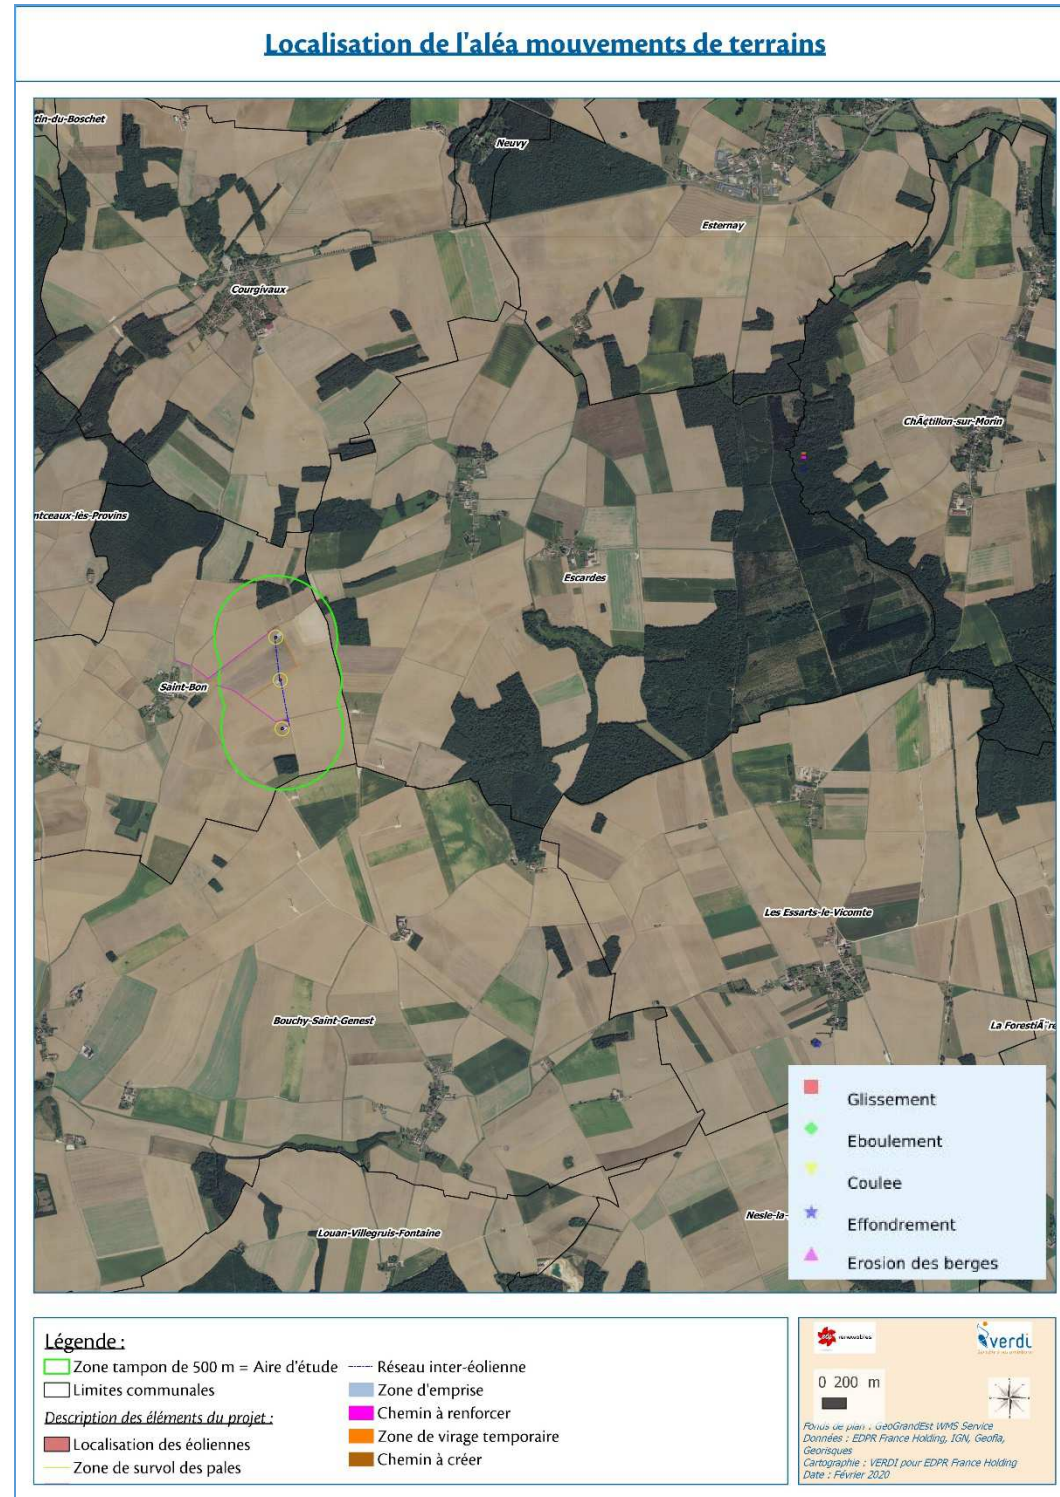 Localisation de l'aléa mouvements de terrains
tin-du-Boschet
Neuvy
Esternay
Courgivaux
ChÃ¢tillon-sur-Morin
ntceaux-lès-Provins
Escardes
Saint-Bon
Les Essarts-le-Vicomte
Bouchy-Saint-Genest
La ForestiÃ¨re
Nesle-la-
Louan-Villegruis-Fontaine
Glissement
Eboulement
Coulee
Effondrement
Erosion des berges
Légende :
Zone tampon de 500 m = Aire d'étude
Limites communales
Description des éléments du projet :
Localisation des éoliennes
Zone de survol des pales
Réseau inter-éolienne
Zone d'emprise
Chemin à renforcer
Zone de virage temporaire
Chemin à créer
edp renewables
verdi
0 200 m
Fonds de plan : GeoGrandEst WMS Service
Données : EDPR France Holding, IGN, Geofla,
Georisques
Cartographie : VERDI pour EDPR France Holding
Date : Février 2020